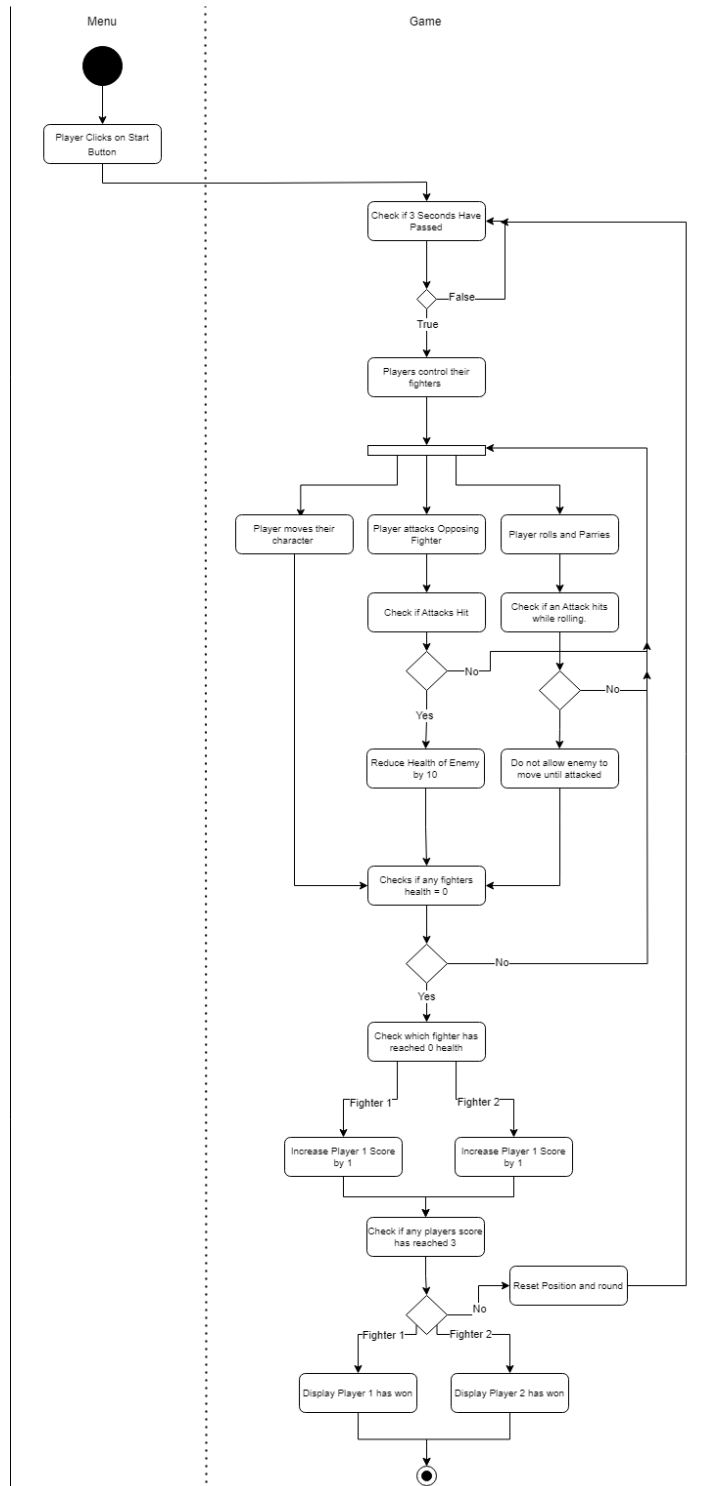 Menu
Game
Player Clicks on Start
Button
Check if 3 Seconds Have
Passed
False
True
Players control their
fighters
Player moves their
character
Player attacks Opposing
Fighter
Player rolls and Parries
Check if Attacks Hit
Check if an Attack hits
while rolling.
No
No
Yes
Reduce Health of Enemy
by 10
Do not allow enemy to
move until attacked
Checks if any fighters
health = 0
No
Yes
Check which fighter has
reached 0 health
Fighter 1
Fighter 2
Increase Player 1 Score
by 1
Increase Player 1 Score
by 1
Check if any players score
has reached 3
Reset Position and round
No
Fighter 1
Fighter 2
Display Player 1 has won
Display Player 2 has won